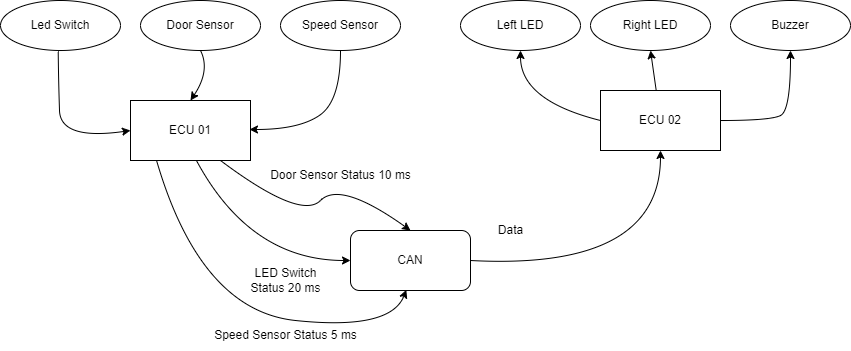 Led Switch
Door Sensor
Speed Sensor
Left LED
Right LED
Buzzer
ECU 01
ECU 02
Door Sensor Status 10 ms
Data
CAN
LED Switch
Status 20 ms
Speed Sensor Status 5 ms